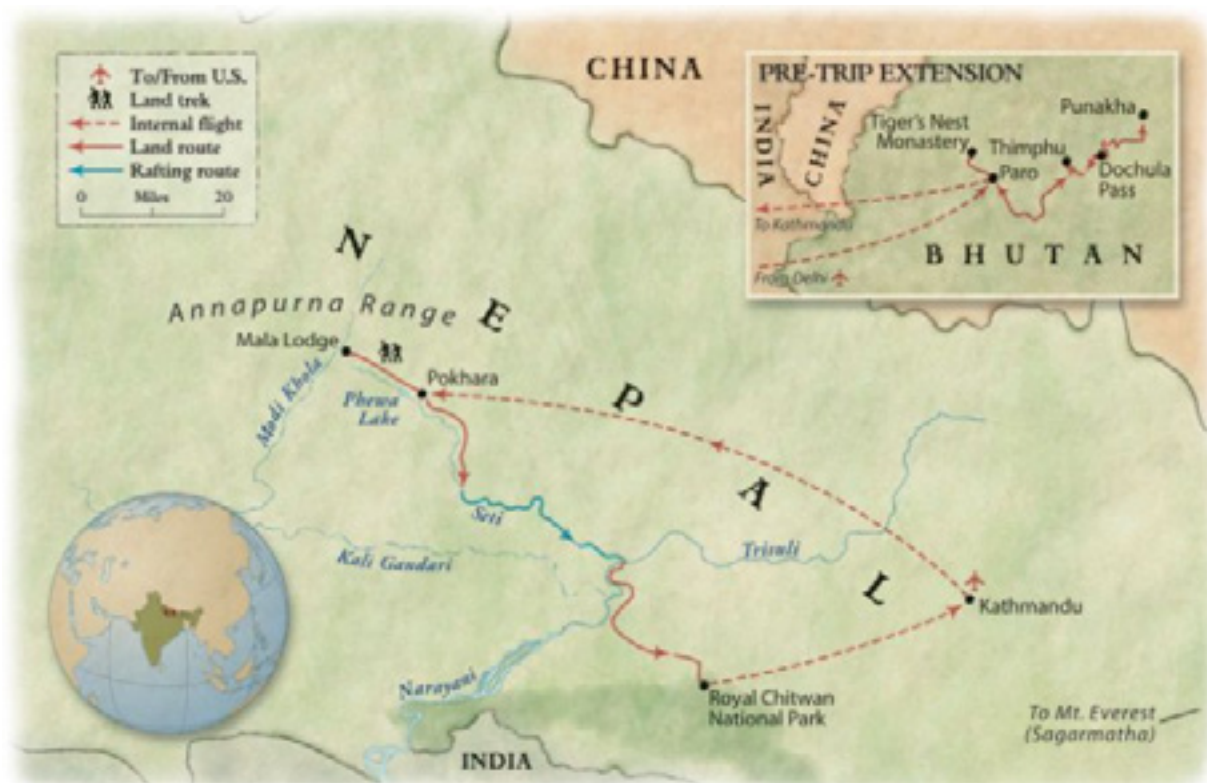 To/From U.S.
Land trek
Internal flight
Land route
Rafting route
0 Miles 20
CHINA
PRE-TRIP EXTENSION
INDIA
CHINA
Tiger's Nest
Monastery
Thimphu
Paro
Punakha
Dochula
Pass
To Kathmandu
From Delhi
BHUTAN
NEPAL
Annapurna Range
Mala Lodge
Modi Khola
Phewa
Lake
Pokhara
Seti
Kali Gandari
Trisuli
Kathmandu
Narayani
Royal Chitwan
National Park
To Mt. Everest
(Sagarmatha)
INDIA